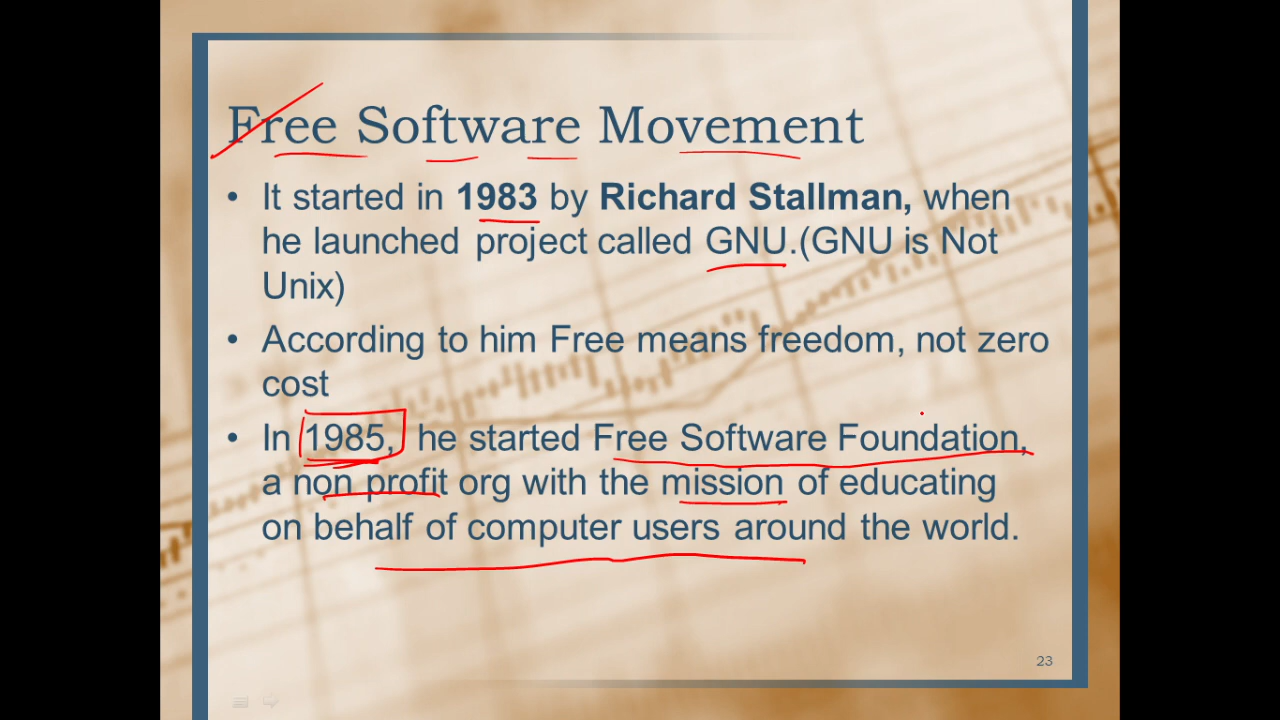 Free Software Movement
• It started in 1983 by Richard Stallman, when
he launched project called GNU.(GNU is Not
Unix)
• According to him Free means freedom, not zero
cost
• In 1985, he started Free Software Foundation,
a non profit org with the mission of educating
on behalf of computer users around the world.
23